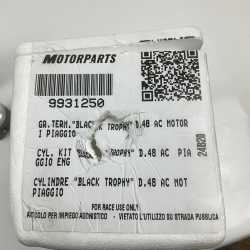 MOTORPARTS
9931250
GR.TERM."BLACK TROPHY" D.48 AC MOTOR
I PIAGGIO
CYL. KIT "BLACK TROPHY" D.48 AC PIA
GGIO ENG
CYLINDRE "BLACK TROPHY" D.48 AC MOT
PIAGGIO
24B20
FOR RACE USE ONLY
ARTICOLO PER IMPIEGO AGONISTICO - VIETATO L'UTILIZZO SU STRADA PUBBLICA